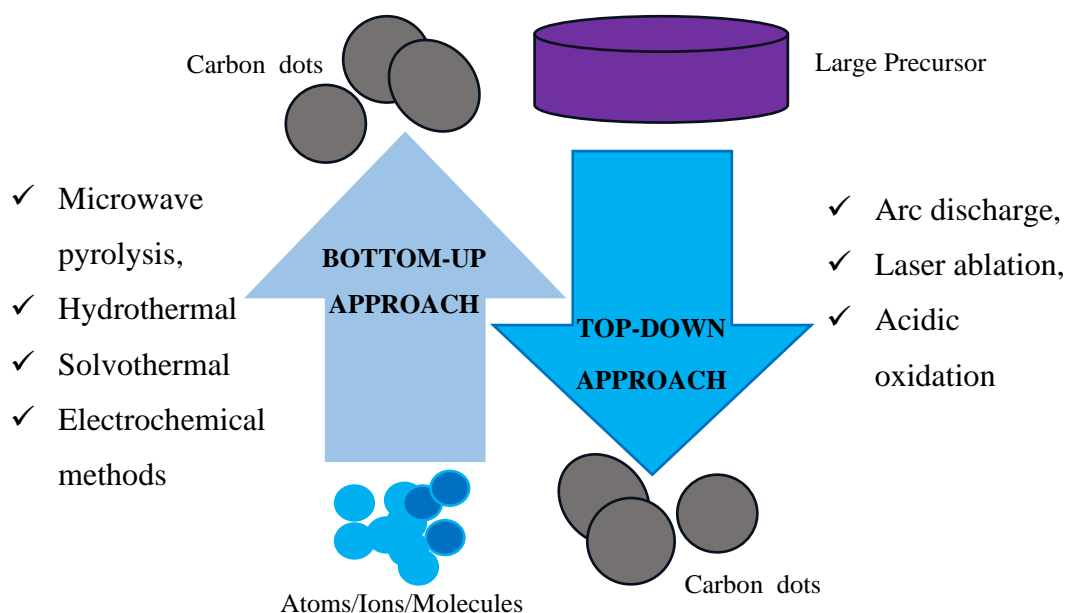 Carbon dots
Large Precursor
✓ Microwave
pyrolysis,
✓ Hydrothermal
✓ Solvothermal
✓ Electrochemical
methods
BOTTOM-UP
APPROACH
TOP-DOWN
APPROACH
✓ Arc discharge,
✓ Laser ablation,
✓ Acidic
oxidation
Atoms/Ions/Molecules
Carbon dots